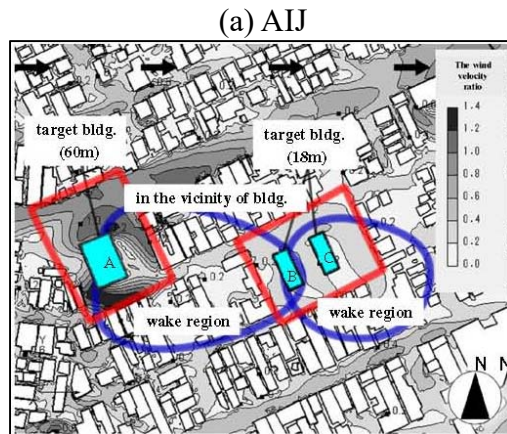 (a) AIJ
The wind
velocity
ratio
1.4
1.2
1.0
0.8
0.6
0.4
0.2
0.0
target bldg.
(60m)
target bldg.
(18m)
in the vicinity of bldg.
A
B
C
wake region
wake region
N
N